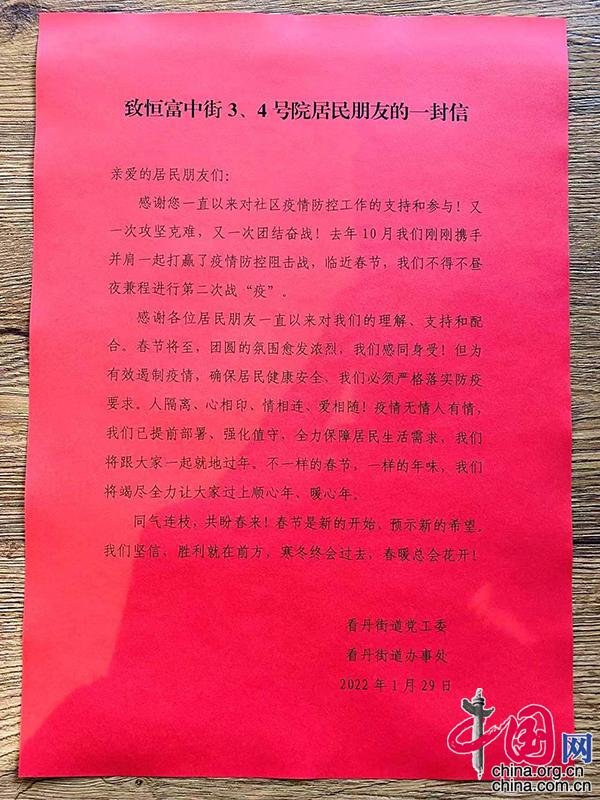 致恒富中街 3、4 号院居民朋友的一封信
亲爱的居民朋友们：
感谢您一直以来对社区疫情防控工作的支持和参与！又
一次攻坚克难，又一次团结奋战！去年 10 月我们刚刚携手
并肩一起打赢了疫情防控阻击战，临近春节，我们不得不昼
夜兼程进行第二次战“疫”。
感谢各位居民朋友一直以来对我们的理解、支持和配
合。春节将至，团圆的氛围愈发浓烈，我们感同身受！但为
有效遏制疫情，确保居民健康安全，我们必须严格落实防疫
要求。人隔离、心相印、情相连、爱相随！疫情无情人有情，
我们已提前部署、强化值守，全力保障居民生活需求，我们
将跟大家一起就地过年。不一样的春节，一样的年味，我们
将竭尽全力让大家过上顺心年、暖心年。
同气连枝，共盼春来！春节是新的开始，预示新的希望。
我们坚信，胜利就在前方，寒冬终会过去，春暖总会花开！
看丹街道党工委
看丹街道办事处
2022 年 1 月 29 日
中国网
china.org.cn
china.com.cn